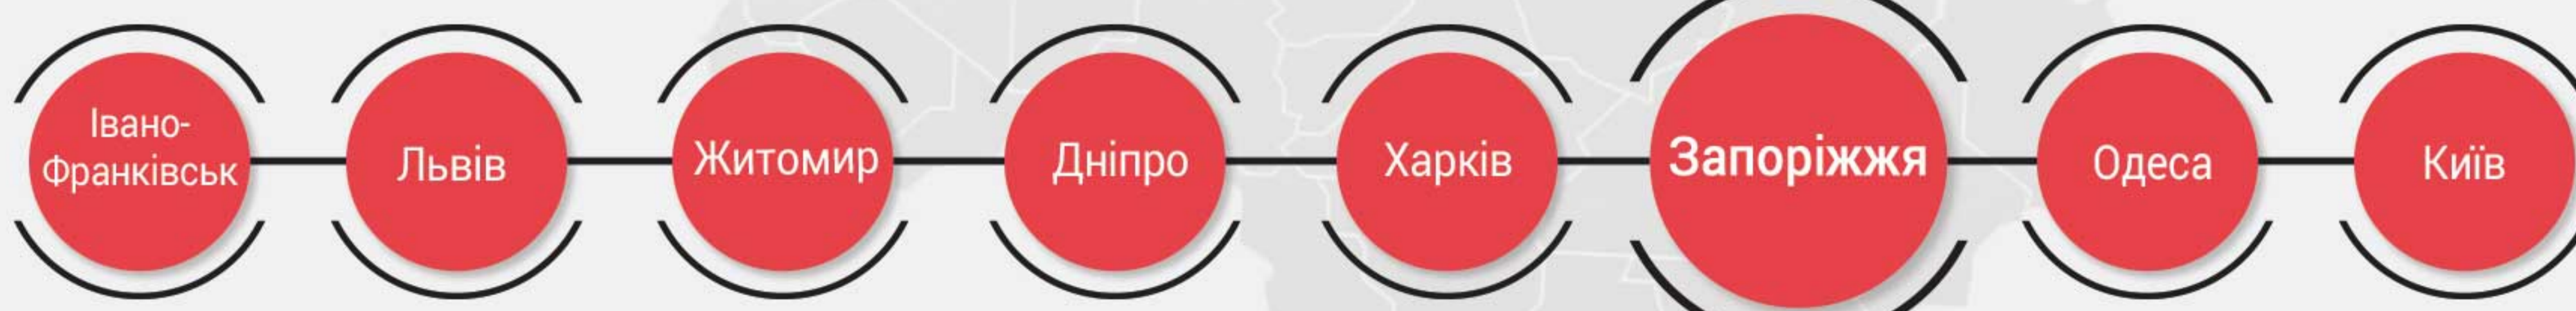 Івано-
Франківськ
Львів
Житомир
Дніпро
Харків
Запоріжжя
Одеса
Київ